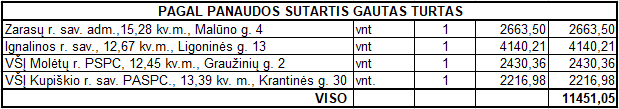 PAGAL PANAUDOS SUTARTIS GAUTAS TURTAS
Zarasų r. sav. adm.,15,28 kv.m., Malūno g. 4 vnt 1 2663,50 2663,50
Ignalinos r. sav., 12,67 kv.m., Ligoninės g. 13 vnt 1 4140,21 4140,21
VŠĮ Molėtų r. PSPC, 12,45 kv.m., Graužinių g. 2 vnt 1 2430,36 2430,36
VŠĮ Kupiškio r. sav. PASPC., 13,39 kv. m., Krantinės g. 30 vnt. 1 2216,98 2216,98
VISO 11451,05